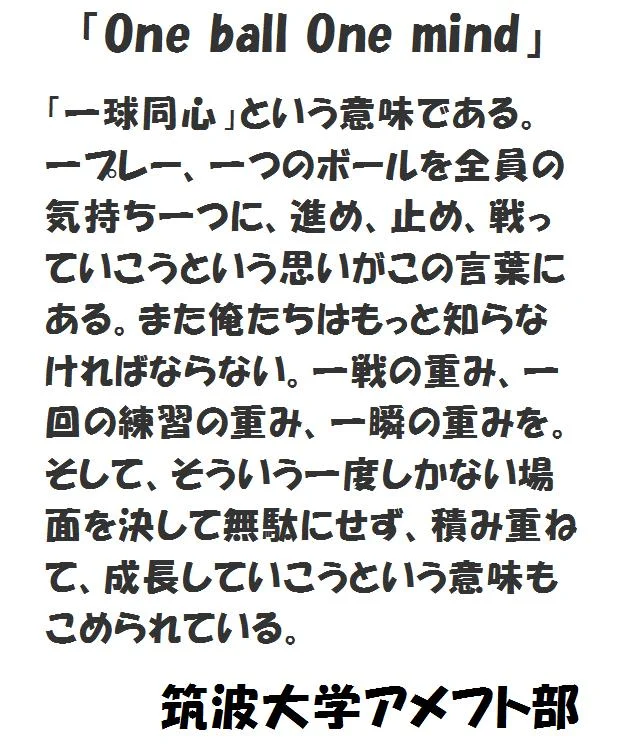 「One ball One mind」
「一球同心」という意味である。
一プレー、一つのボールを全員の
気持ち一つに、進め、止め、戦っ
ていこうという思いがこの言葉に
ある。また俺たちはもっと知らな
ければならない。一戦の重み、一
回の練習の重み、一瞬の重みを。
そして、そういう一度しかない場
面を決して無駄にせず、積み重ね
て、成長していこうという意味も
こめられている。
筑波大学アメフト部